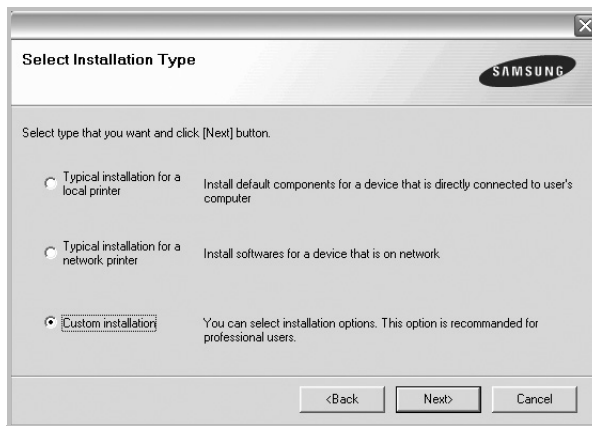 Select Installation Type
SAMSUNG
Select type that you want and click [Next] button.
Typical installation for a
local printer
Install default components for a device that is directly connected to user's
computer
Typical installation for a
network printer
Install softwares for a device that is on network
Custom installation
You can select installation options. This option is recommanded for
professional users.
<Back
Next>
Cancel